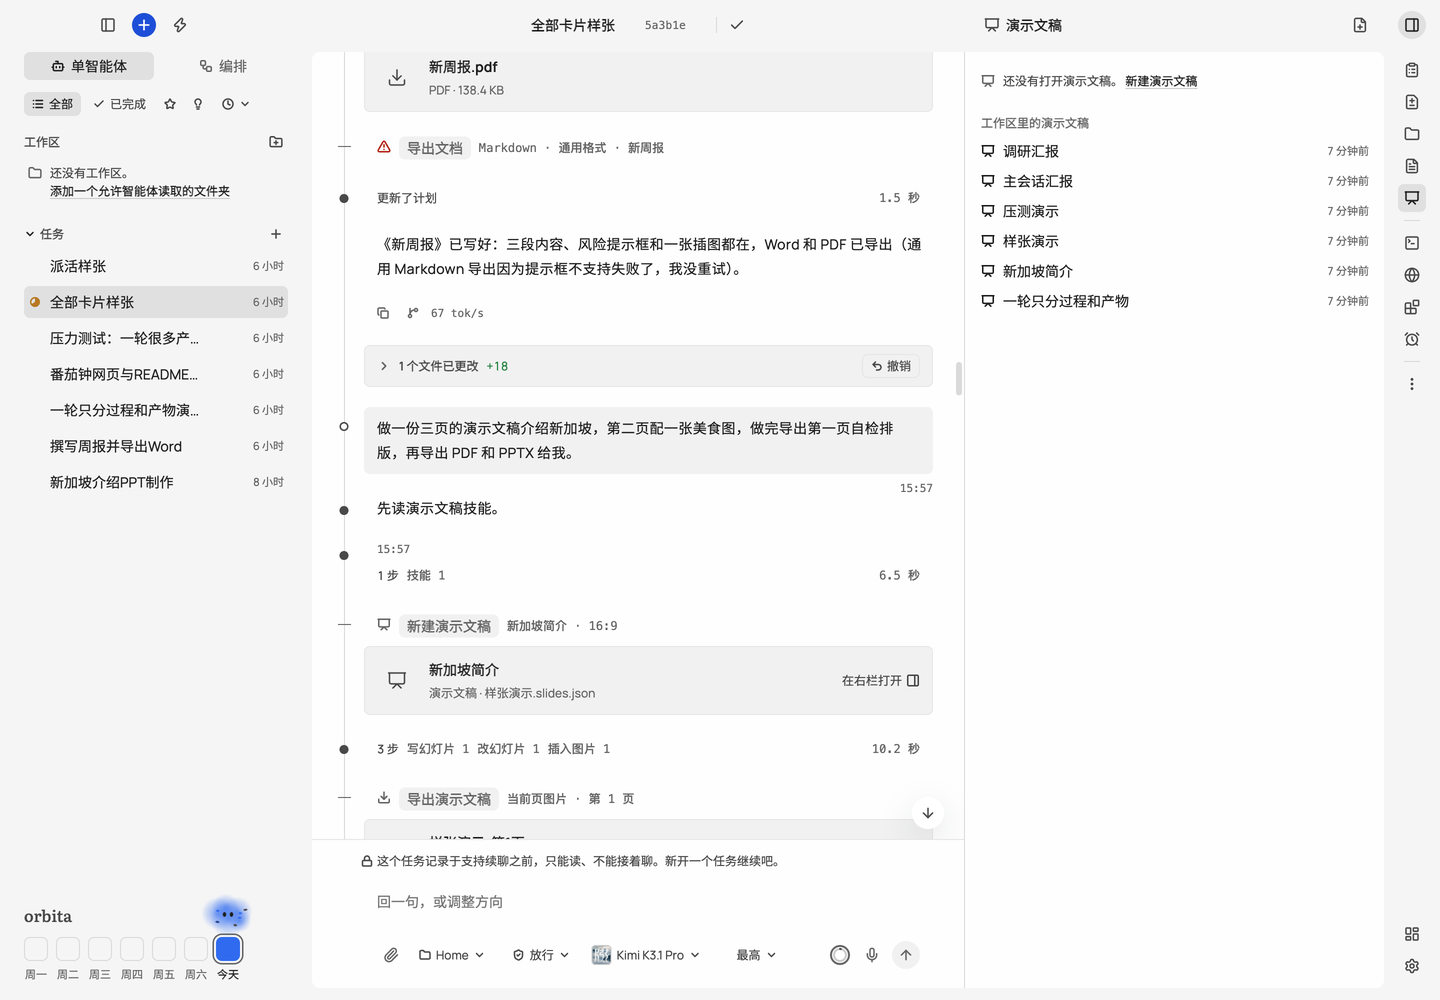 全部卡片样张
5a3b1e
演示文稿
单智能体
编排
全部
已完成
工作区
还没有工作区。
添加一个允许智能体读取的文件夹
任务
派活样张 6 小时
全部卡片样张 6 小时
压力测试：一轮很多产... 6 小时
番茄钟网页与README... 6 小时
一轮只分过程和产物演... 6 小时
撰写周报并导出Word 6 小时
新加坡介绍PPT制作 8 小时
orbita
周一 周二 周三 周四 周五 周六 今天
新周报.pdf
PDF · 138.4 KB
导出文档 Markdown · 通用格式 · 新周报
更新了计划 1.5 秒
《新周报》已写好：三段内容、风险提示框和一张插图都在，Word 和 PDF 已导出（通
用 Markdown 导出因为提示框不支持失败了，我没重试）。
67 tok/s
1 个文件已更改 +18 撤销
做一份三页的演示文稿介绍新加坡，第二页配一张美食图，做完导出第一页自检排
版，再导出 PDF 和 PPTX 给我。
15:57
先读演示文稿技能。
15:57
1 步 技能 1 6.5 秒
新建演示文稿 新加坡简介 · 16:9
新加坡简介
演示文稿 · 样张演示.slides.json
在右栏打开
3 步 写幻灯片 1 改幻灯片 1 插入图片 1 10.2 秒
导出演示文稿 当前页图片 · 第 1 页
这个任务记录于支持续聊之前，只能读、不能接着聊。新开一个任务继续吧。
回一句，或调整方向
Home 放行 Kimi K3.1 Pro 最高
还没有打开演示文稿。 新建演示文稿
工作区里的演示文稿
调研汇报 7 分钟前
主会话汇报 7 分钟前
压测演示 7 分钟前
样张演示 7 分钟前
新加坡简介 7 分钟前
一轮只分过程和产物 7 分钟前